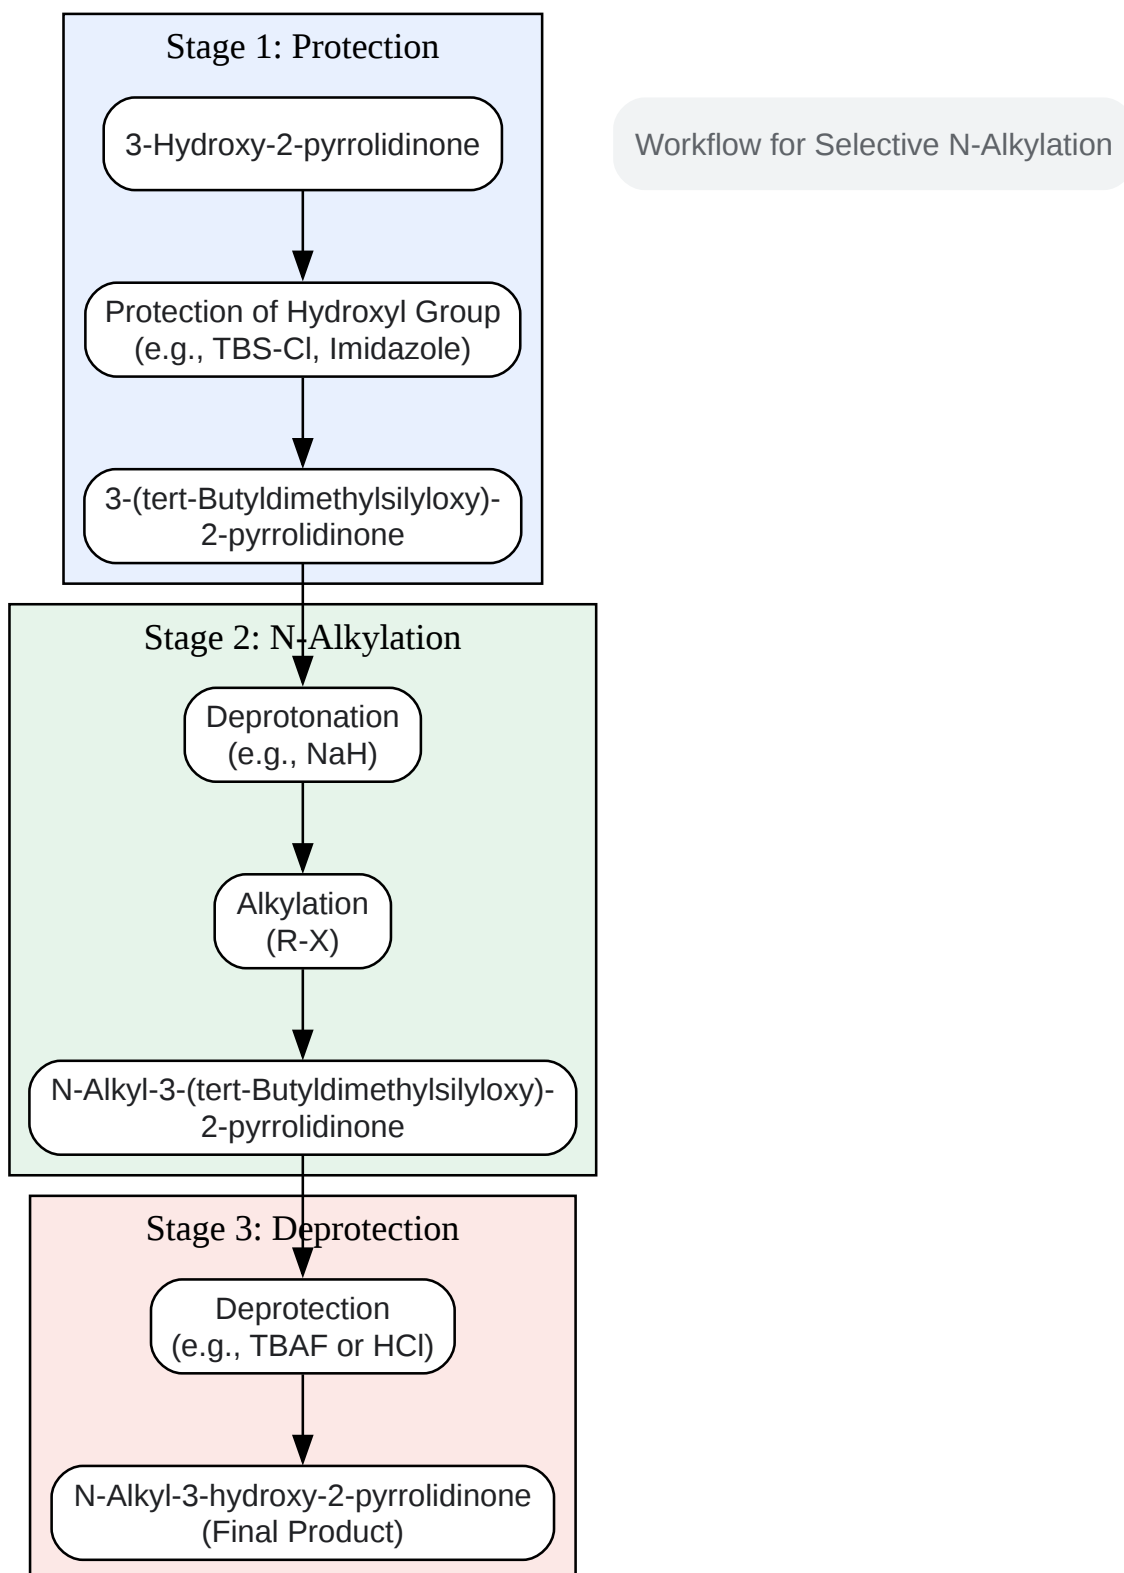 Stage 1: Protection
3-Hydroxy-2-pyrrolidinone
Workflow for Selective N-Alkylation
Protection of Hydroxyl Group
(e.g., TBS-Cl, Imidazole)
3-(tert-Butyldimethylsilyloxy)-
2-pyrrolidinone
Stage 2: N-Alkylation
Deprotonation
(e.g., NaH)
Alkylation
(R-X)
N-Alkyl-3-(tert-Butyldimethylsilyloxy)-
2-pyrrolidinone
Stage 3: Deprotection
Deprotection
(e.g., TBAF or HCl)
N-Alkyl-3-hydroxy-2-pyrrolidinone
(Final Product)